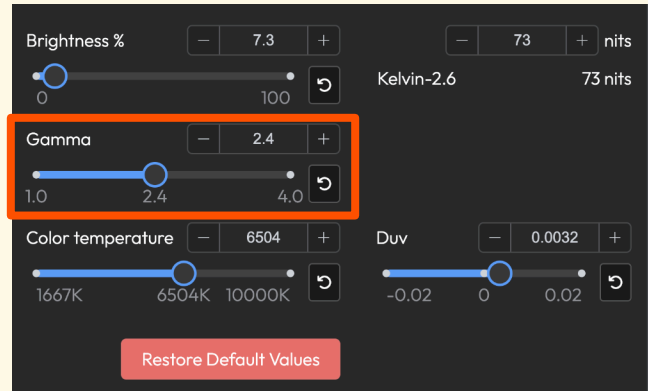 Brightness % − 7.3 + − 73 + nits
0 100 Kelvin-2.6 73 nits
Gamma − 2.4 +
1.0 2.4 4.0
Color temperature − 6504 + Duv − 0.0032 +
1667K 6504K 10000K -0.02 0 0.02
Restore Default Values